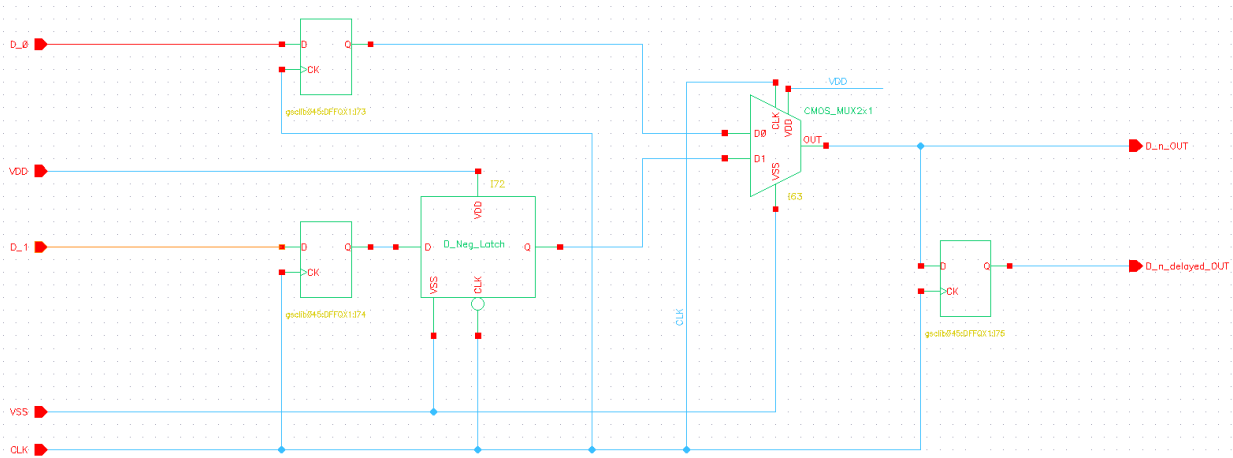 D_0
D Q
CK
gsclib045:DFFQX1:I73
VDD
CMOS_MUX2x1
CLK
VDD
D0
D1
OUT
VSS
I63
D_n_OUT
VDD
I72
VDD
D_1
D Q
CK
gsclib045:DFFQX1:I74
D_Neg_Latch
D Q
VSS
CLK
CLK
D Q
CK
D_n_delayed_OUT
gsclib045:DFFQX1:I75
VSS
CLK